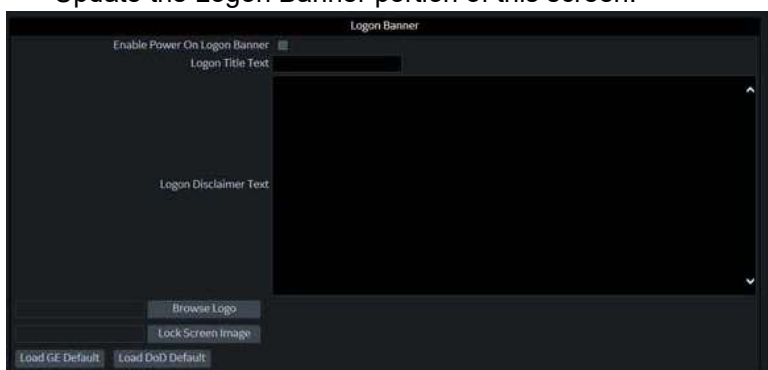 Update the Logon Banner portion of this screen.
Logon Banner
Enable Power On Logon Banner
Logon Title Text
Logon Disclaimer Text
Browse Logo
Lock Screen Image
Load GE Default Load DoD Default